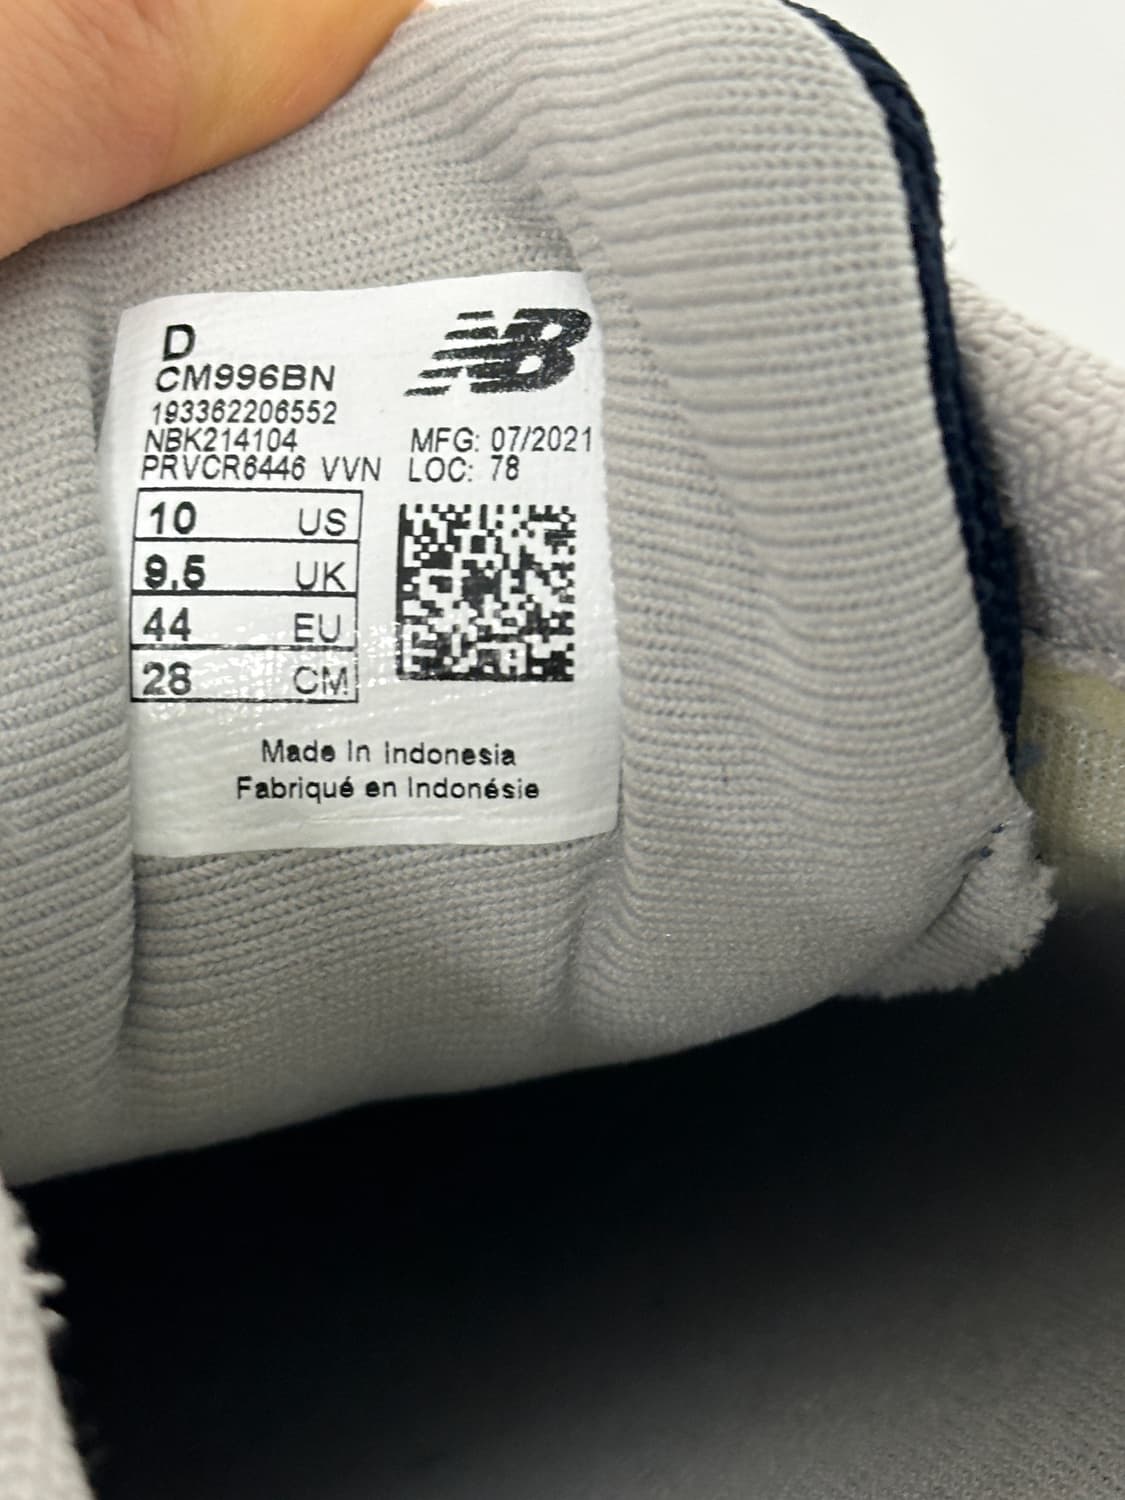 D
CM996BN
193362206552
NBK214104
PRVCR6446 VVN
NB
MFG: 07/2021
LOC: 78
10 US
9.5 UK
44 EU
28 CM
Made In Indonesia
Fabriqué en Indonésie